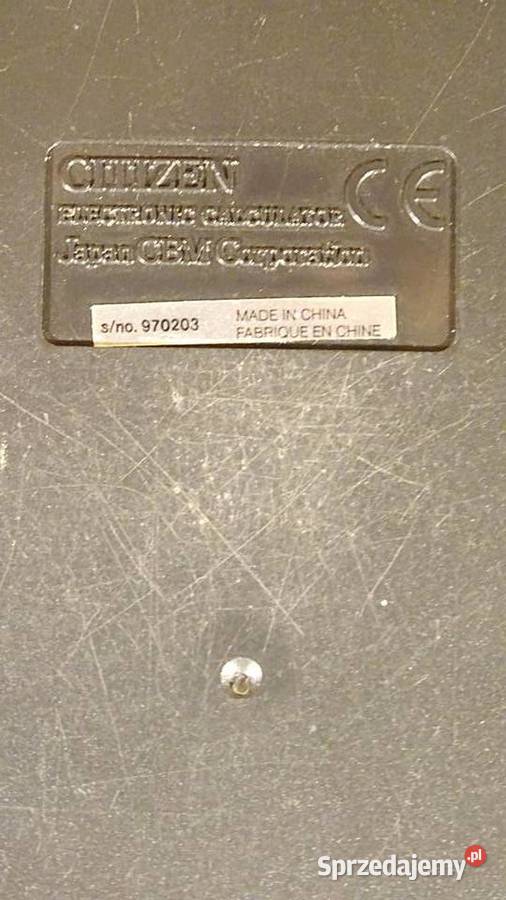 CITIZEN
ELECTRONIC CALCULATOR
Japan CBM Corporation
CE
s/no. 970203
MADE IN CHINA
FABRIQUE EN CHINE
Sprzedajemy.pl